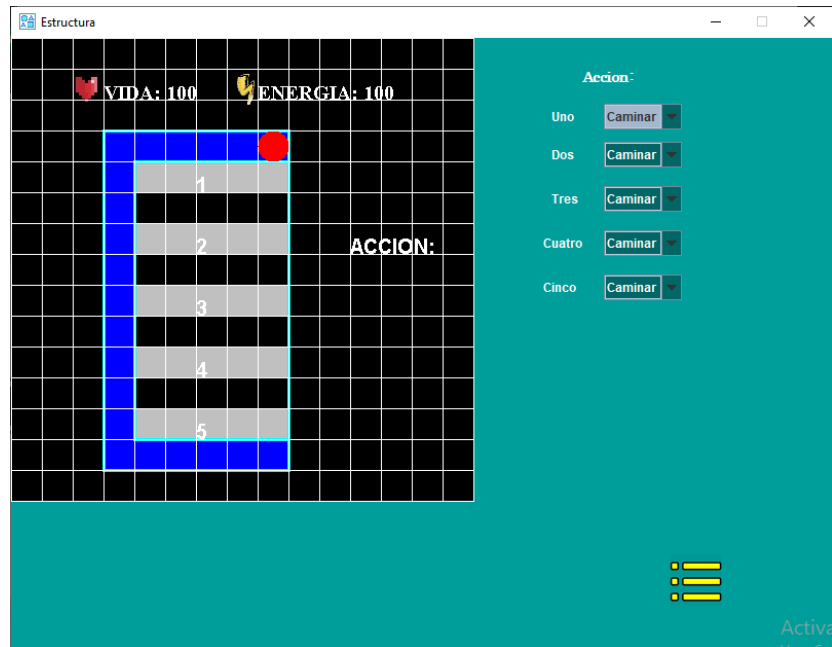 Estructura
VIDA: 100 ENERGIA: 100
1
2
3
4
5
ACCION:
Accion:
Uno Caminar
Dos Caminar
Tres Caminar
Cuatro Caminar
Cinco Caminar
Activa